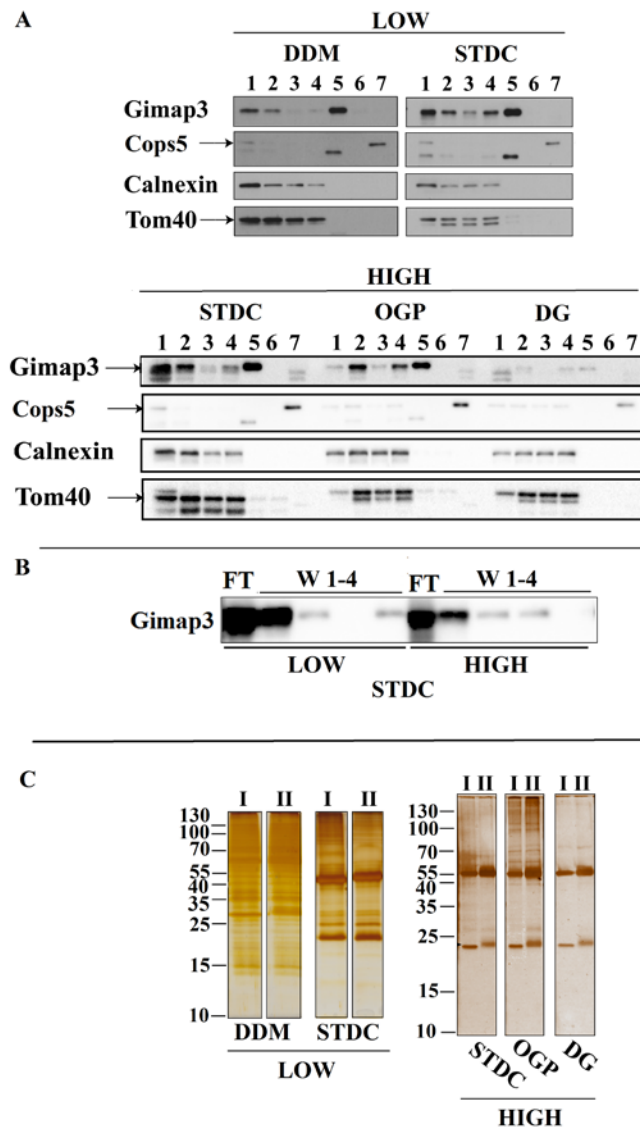 A
LOW
DDM STDC
1 2 3 4 5 6 7 1 2 3 4 5 6 7
Gimap3
Cops5
Calnexin
Tom40
HIGH
STDC OGP DG
1 2 3 4 5 6 7 1 2 3 4 5 6 7 1 2 3 4 5 6 7
Gimap3
Cops5
Calnexin
Tom40
B
FT W 1-4 FT W 1-4
Gimap3
LOW HIGH
STDC
C
I II I II I II I II I II
130 130
100 100
70 70
55 55
40 40
35 35
25 25
15 15
10 10
DDM STDC STDC OGP DG
LOW HIGH